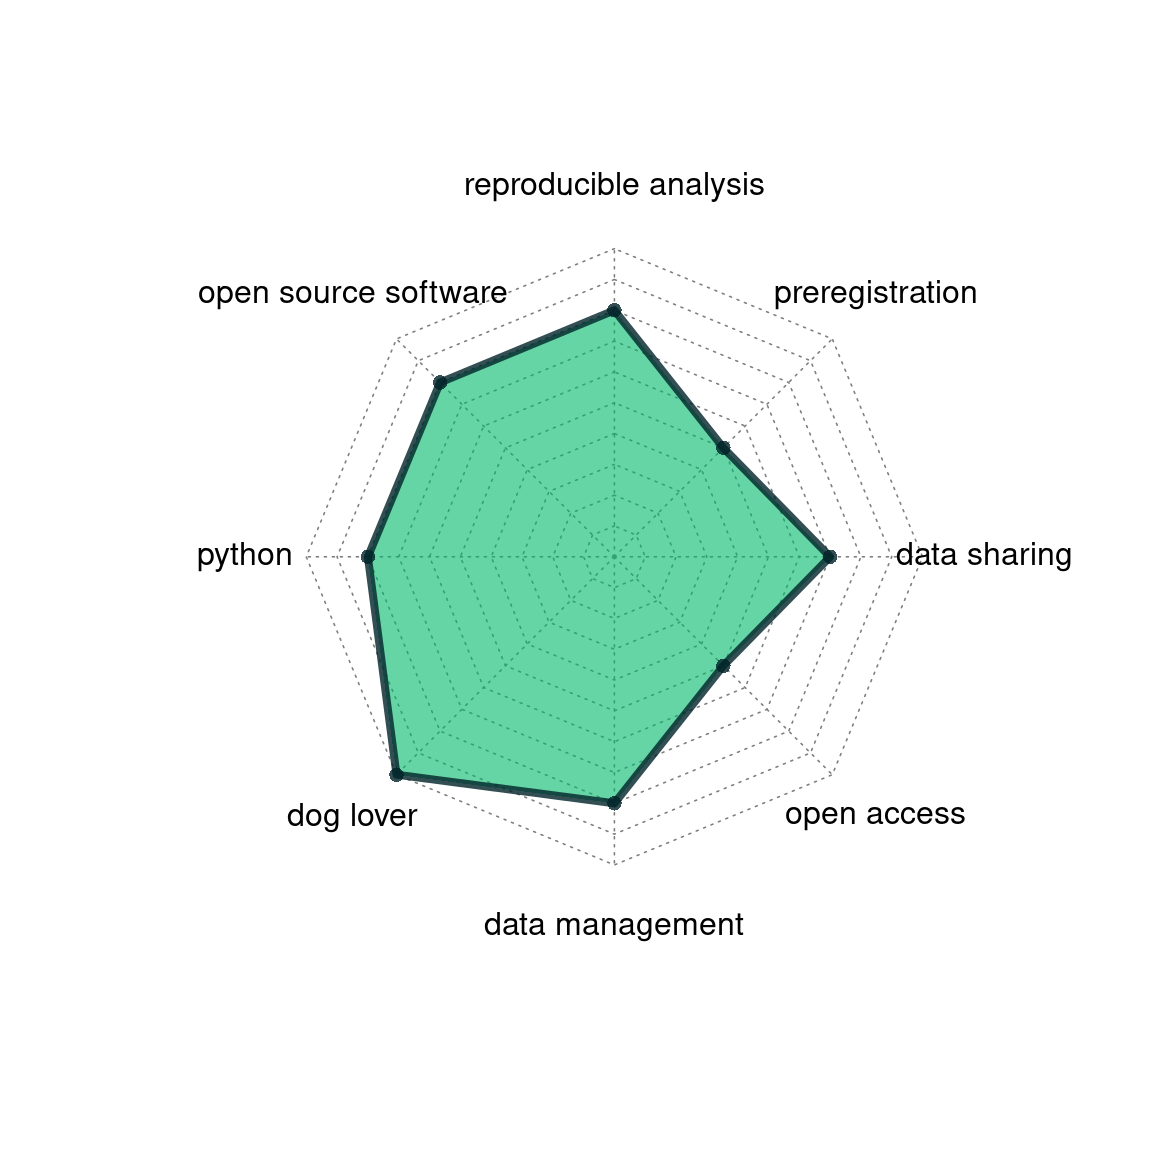 reproducible analysis
open source software
preregistration
python
data sharing
dog lover
open access
data management